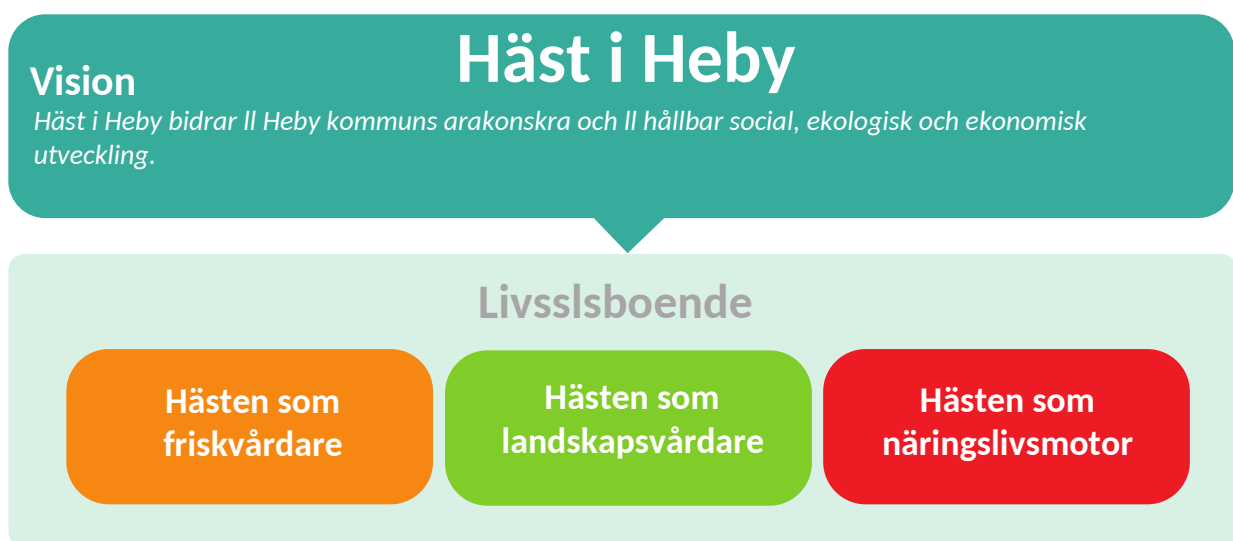 Häst i Heby
Vision
Häst i Heby bidrar ll Heby kommuns arakonskra och ll hållbar social, ekologisk och ekonomisk
utveckling.
Livsslsboende
Hästen som
friskvårdare
Hästen som
landskapsvårdare
Hästen som
näringslivsmotor